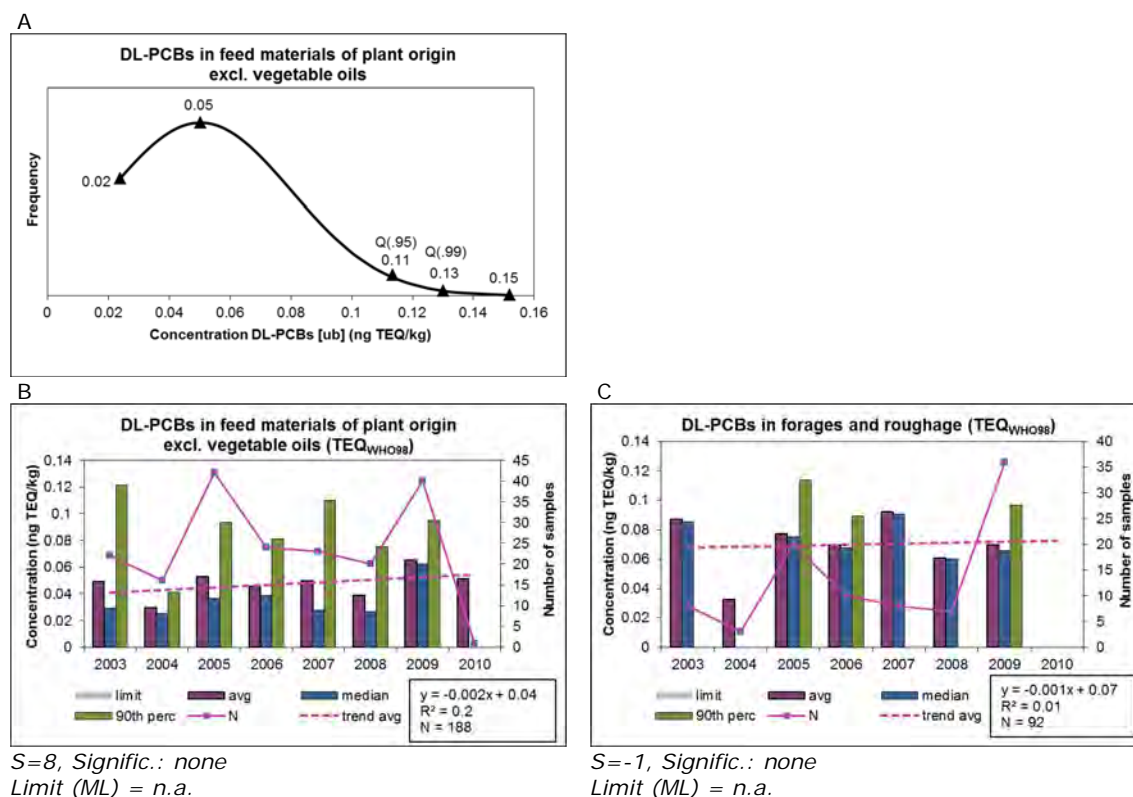 A
DL-PCBs in feed materials of plant origin
excl. vegetable oils
Frequency
0.02
0.05
Q(.95)
0.11
Q(.99)
0.13
0.15
0 0.02 0.04 0.06 0.08 0.1 0.12 0.14 0.16
Concentration DL-PCBs [ub] (ng TEQ/kg)
B
DL-PCBs in feed materials of plant origin
excl. vegetable oils (TEQWHO98)
Concentration (ng TEQ/kg)
0.14
0.12
0.1
0.08
0.06
0.04
0.02
0
45
40
35
30
25
20
15
10
5
0
Number of samples
2003 2004 2005 2006 2007 2008 2009 2010
limit avg median
90th perc N trend avg
y = -0.002x + 0.04
R² = 0.2
N = 188
S=8, Signific.: none
Limit (ML) = n.a.
C
DL-PCBs in forages and roughage (TEQWHO98)
Concentration (ng TEQ/kg)
0.14
0.12
0.1
0.08
0.06
0.04
0.02
0
40
35
30
25
20
15
10
5
0
Number of samples
2003 2004 2005 2006 2007 2008 2009 2010
limit avg median
90th perc N trend avg
y = -0.001x + 0.07
R² = 0.01
N = 92
S=-1, Signific.: none
Limit (ML) = n.a.